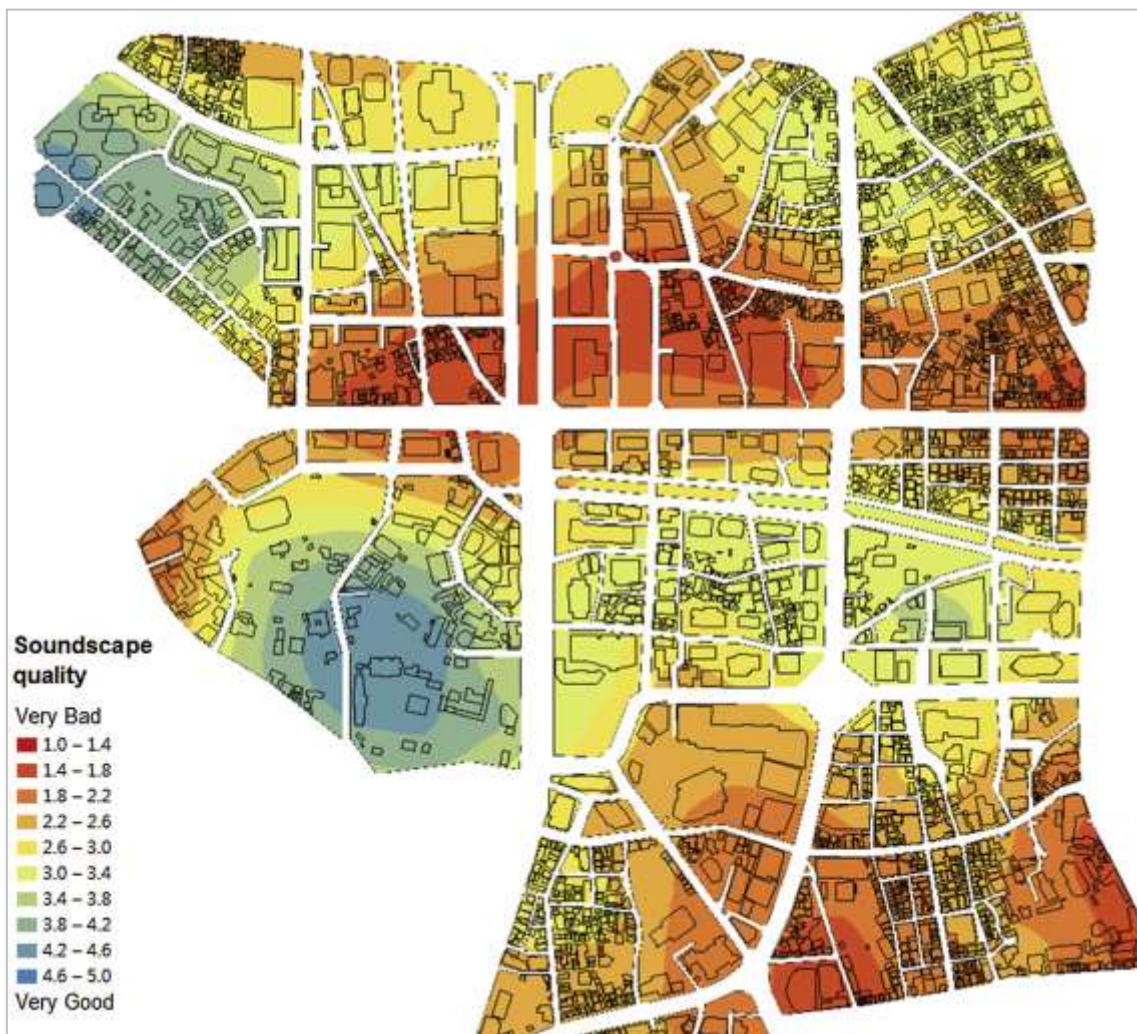 Soundscape
quality
Very Bad
1.0 – 1.4
1.4 – 1.8
1.8 – 2.2
2.2 – 2.6
2.6 – 3.0
3.0 – 3.4
3.4 – 3.8
3.8 – 4.2
4.2 – 4.6
4.6 – 5.0
Very Good